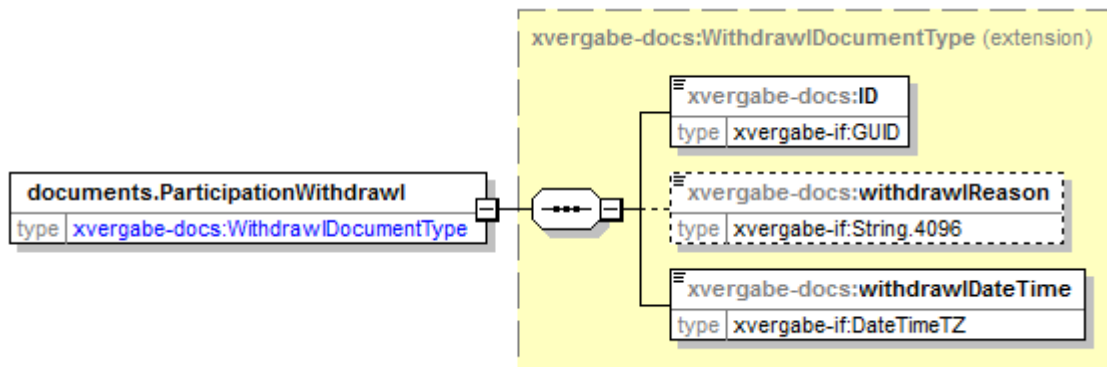 xvergabe-docs:WithdrawlDocumentType (extension)
xvergabe-docs:ID
type xvergabe-if:GUID
documents.ParticipationWithdrawl
type xvergabe-docs:WithdrawlDocumentType
xvergabe-docs:withdrawlReason
type xvergabe-if:String.4096
xvergabe-docs:withdrawlDateTime
type xvergabe-if:DateTimeTZ